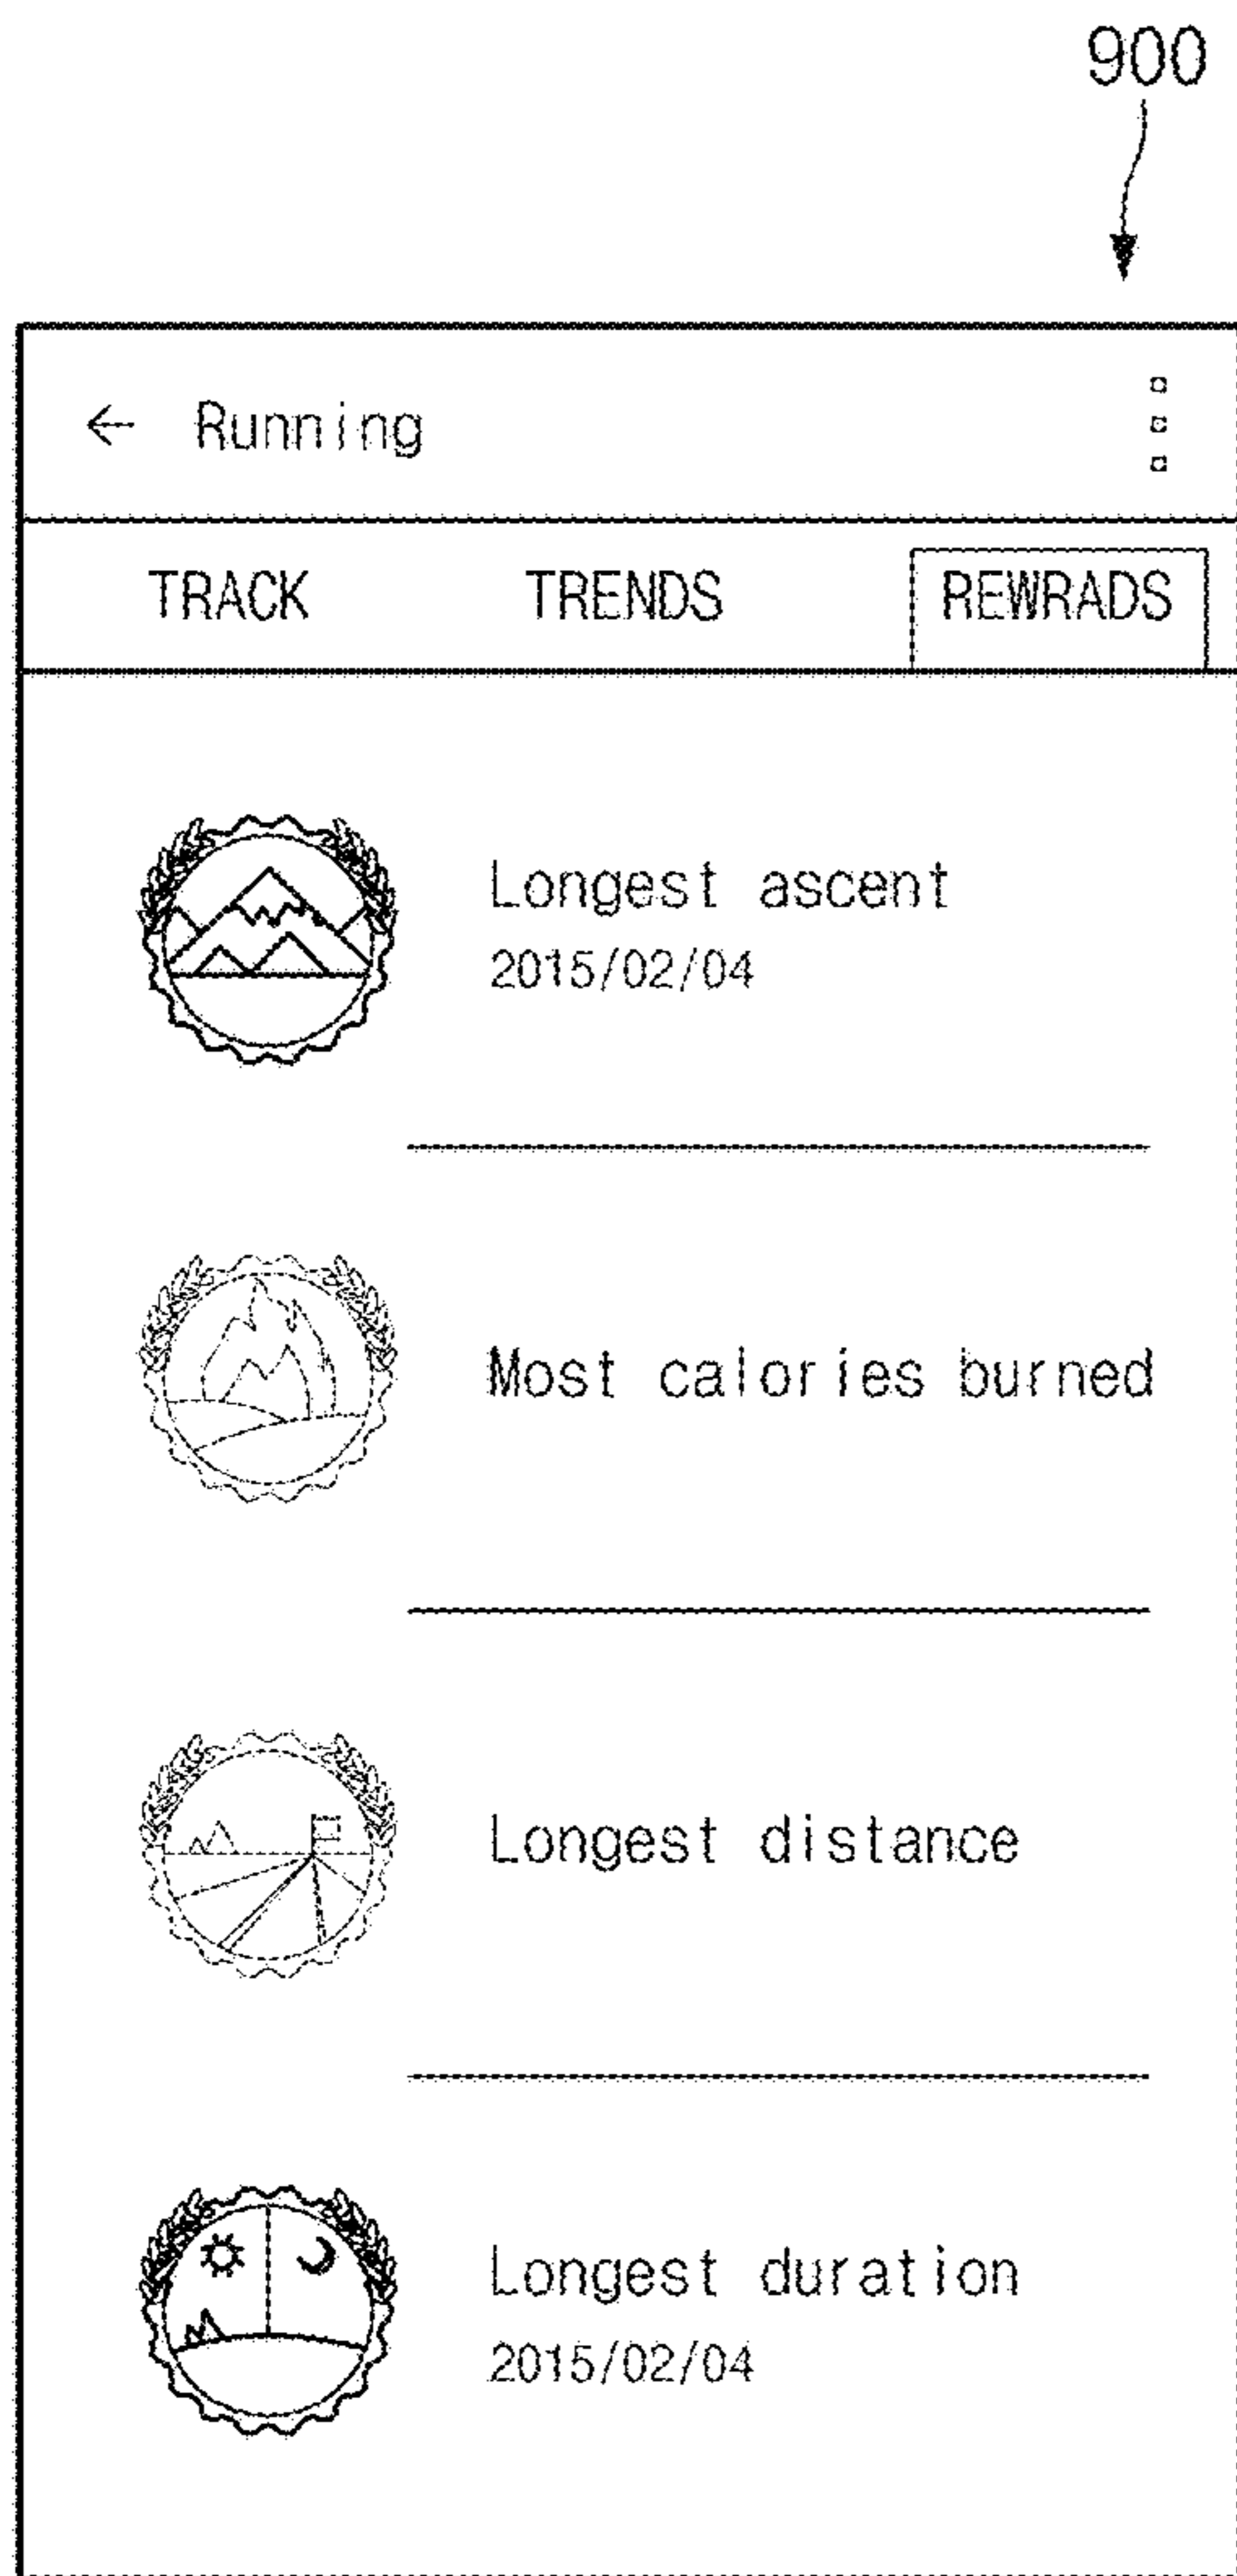 900
← Running
TRACK TRENDS REWRADS
Longest ascent
2015/02/04
Most calories burned
Longest distance
Longest duration
2015/02/04